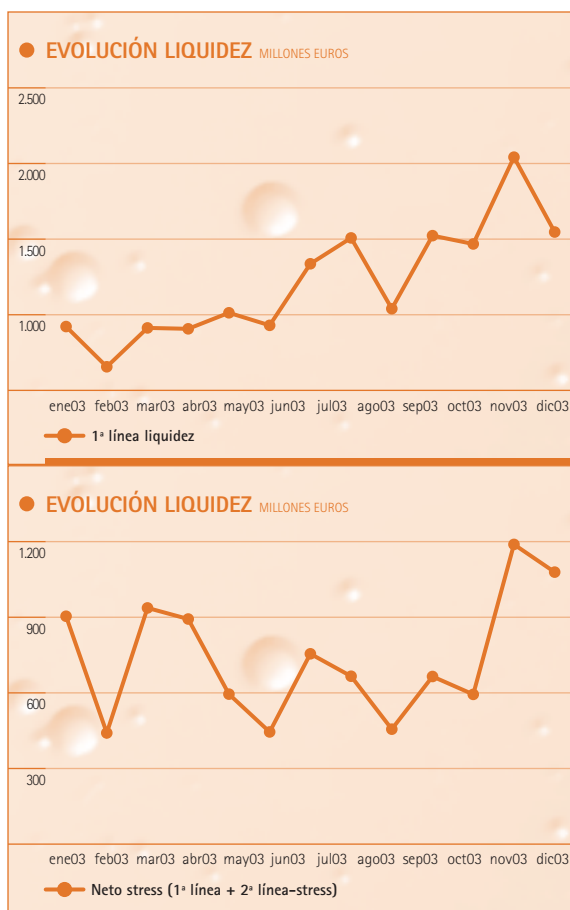 EVOLUCIÓN LIQUIDEZ MILLONES EUROS
2.500
2.000
1.500
1.000
ene03 feb03 mar03 abr03 may03 jun03 jul03 ago03 sep03 oct03 nov03 dic03
1ª línea liquidez
EVOLUCIÓN LIQUIDEZ MILLONES EUROS
1.200
900
600
300
ene03 feb03 mar03 abr03 may03 jun03 jul03 ago03 sep03 oct03 nov03 dic03
Neto stress (1ª línea + 2ª línea-stress)